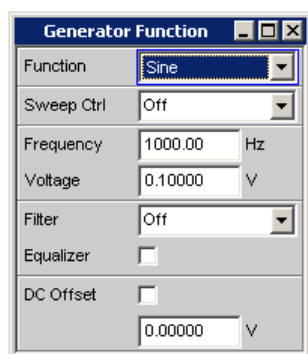 Generator Function
Function Sine
Sweep Ctrl Off
Frequency 1000.00 Hz
Voltage 0.10000 V
Filter Off
Equalizer
DC Offset
0.00000 V